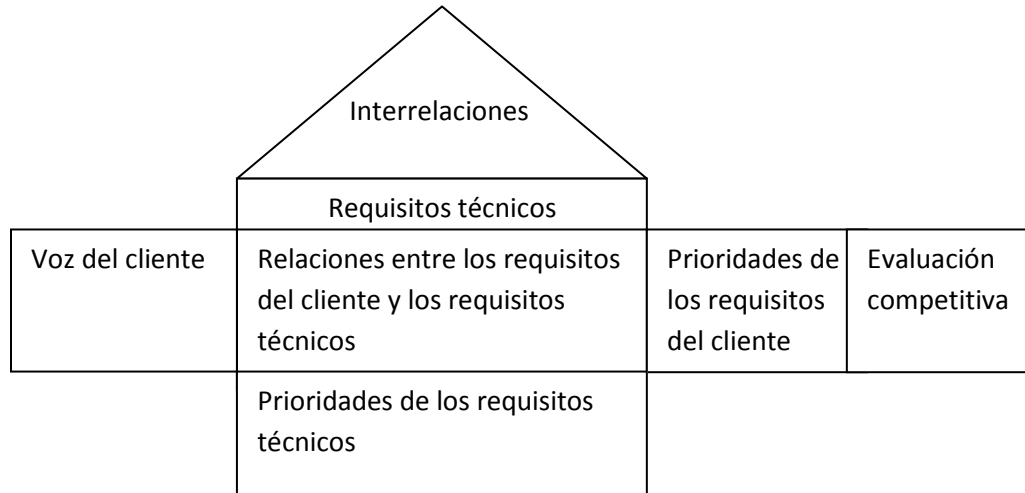 Interrelaciones
Requisitos técnicos
Voz del cliente
Relaciones entre los requisitos
del cliente y los requisitos
técnicos
Prioridades de
los requisitos
del cliente
Evaluación
competitiva
Prioridades de los requisitos
técnicos